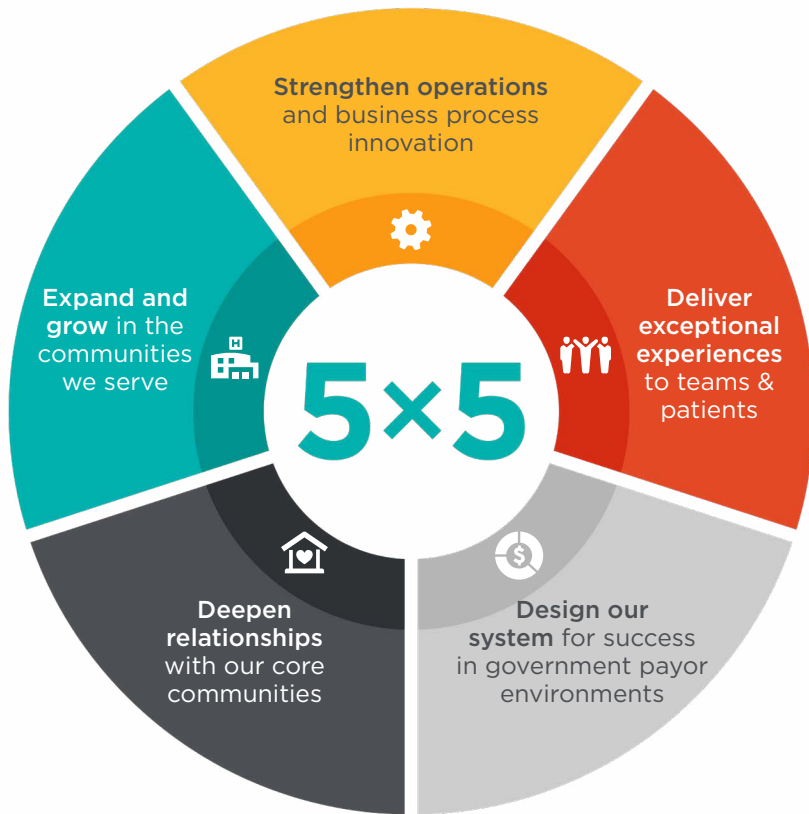 Strengthen operations
and business process
innovation
Deliver
exceptional
experiences
to teams &
patients
Design our
system for success
in government payor
environments
Deepen
relationships
with our core
communities
Expand and
grow in the
communities
we serve
H
5×5
$